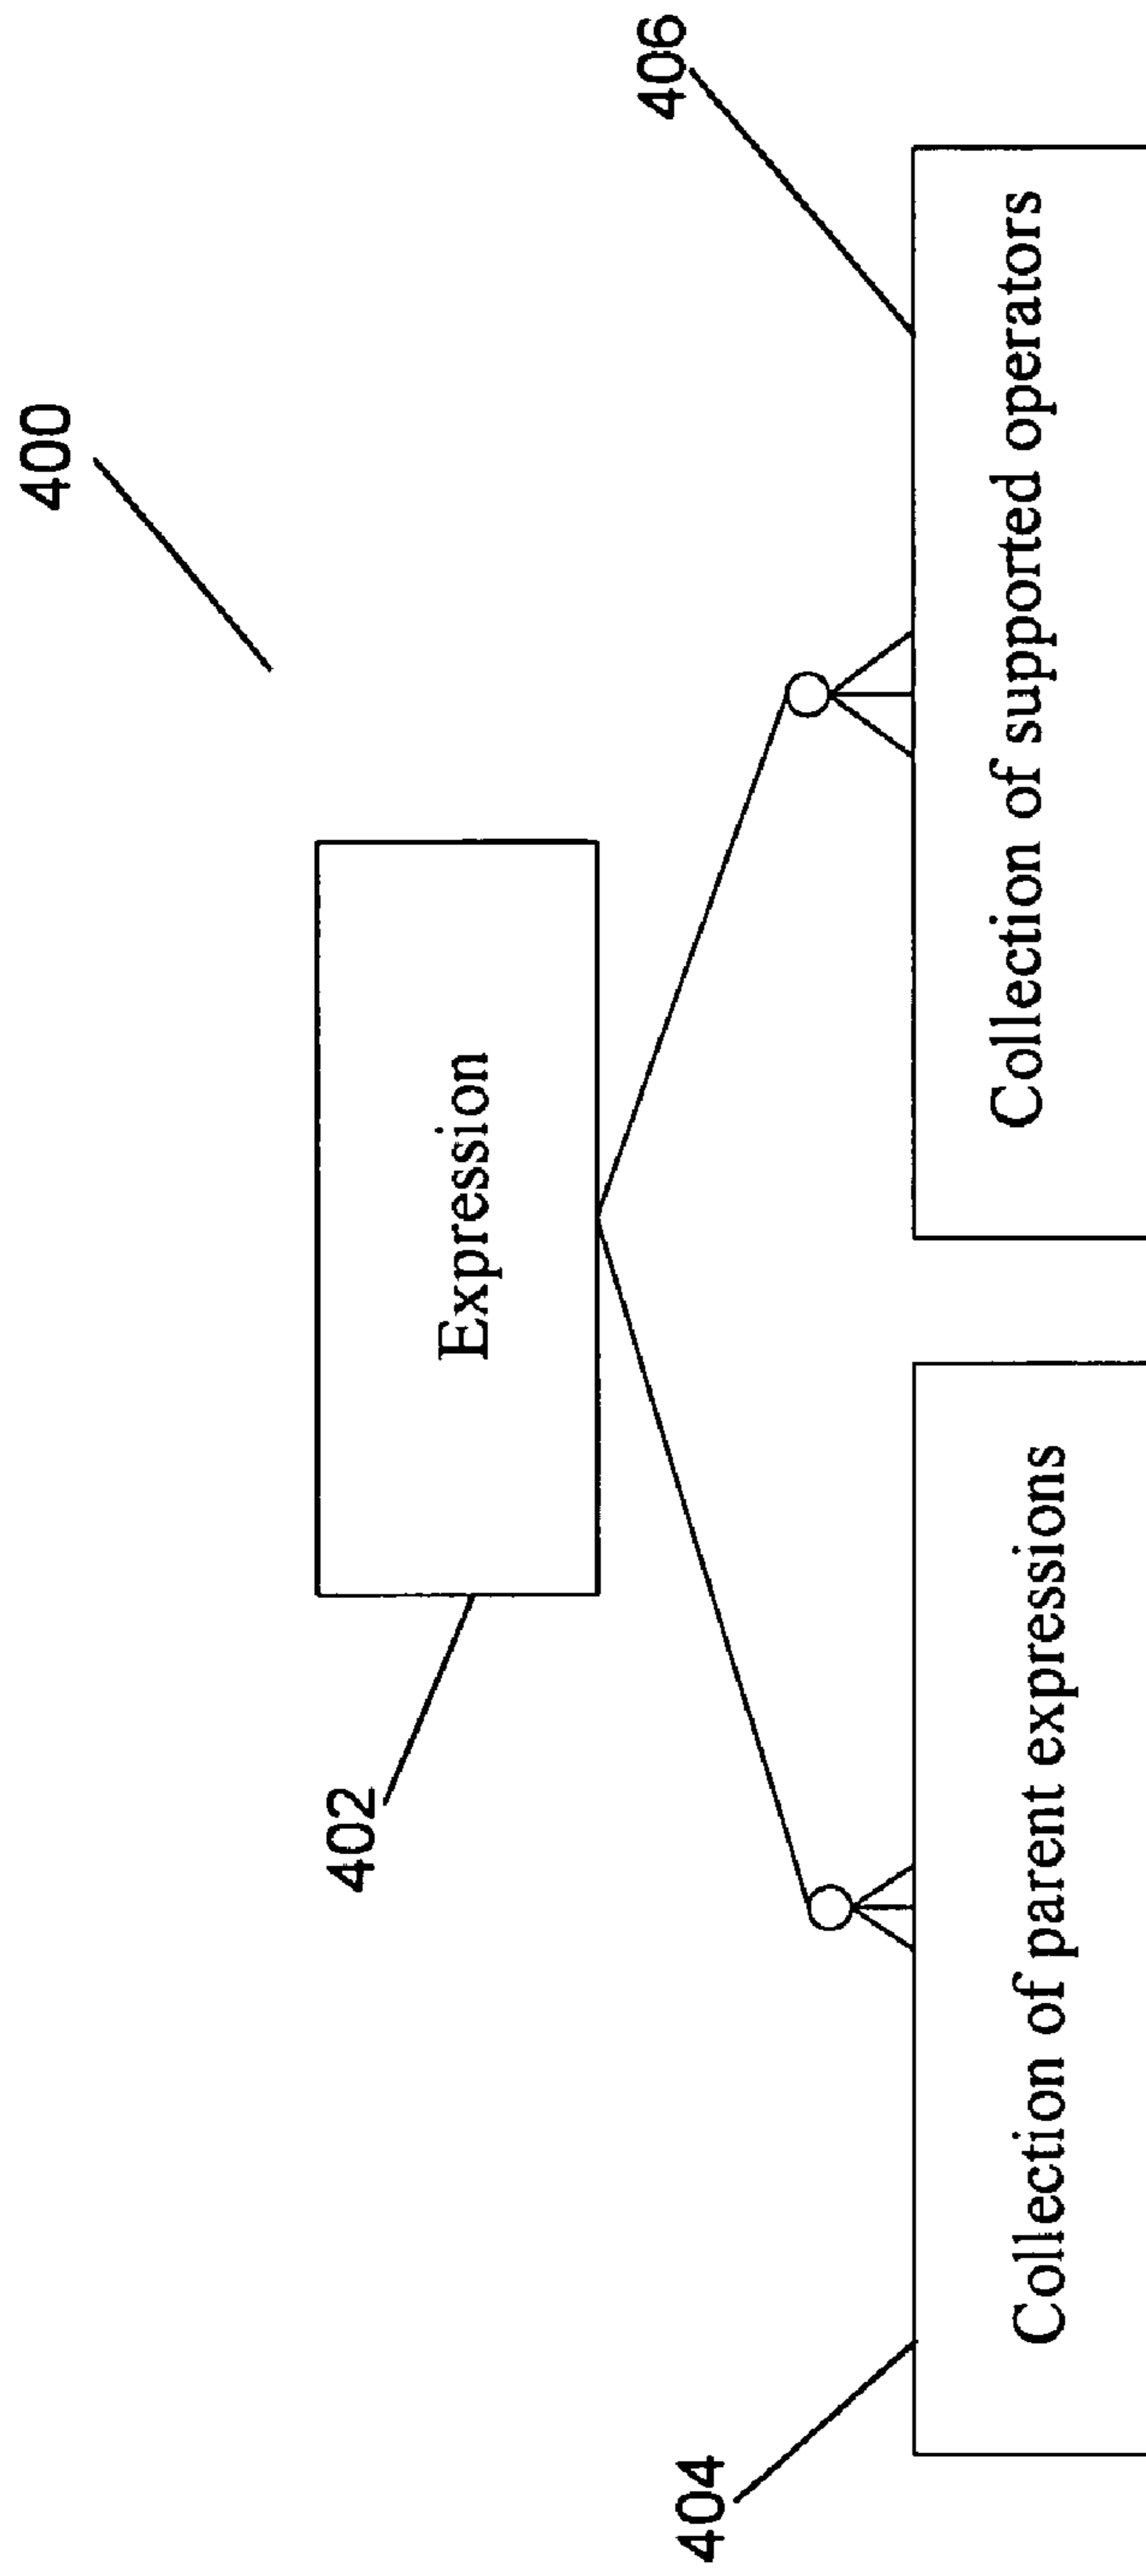 400
402
Expression
406
404
Collection of parent expressions
Collection of supported operators